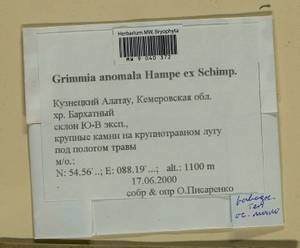 Herbarium MW, Bryophyta
MW 9 040 372
Grimmia anomala Hampe ex Schimp.
Кузнецкий Алатау, Кемеровская обл.
хр. Бархатный
склон Ю-В эксп.,
крупные камни на крупнотравном лугу
под пологом травы
м/о.:
N: 54.56´..; E: 088.19´...; alt.: 1100 m
17.06.2000
собр & опр О.Писаренко